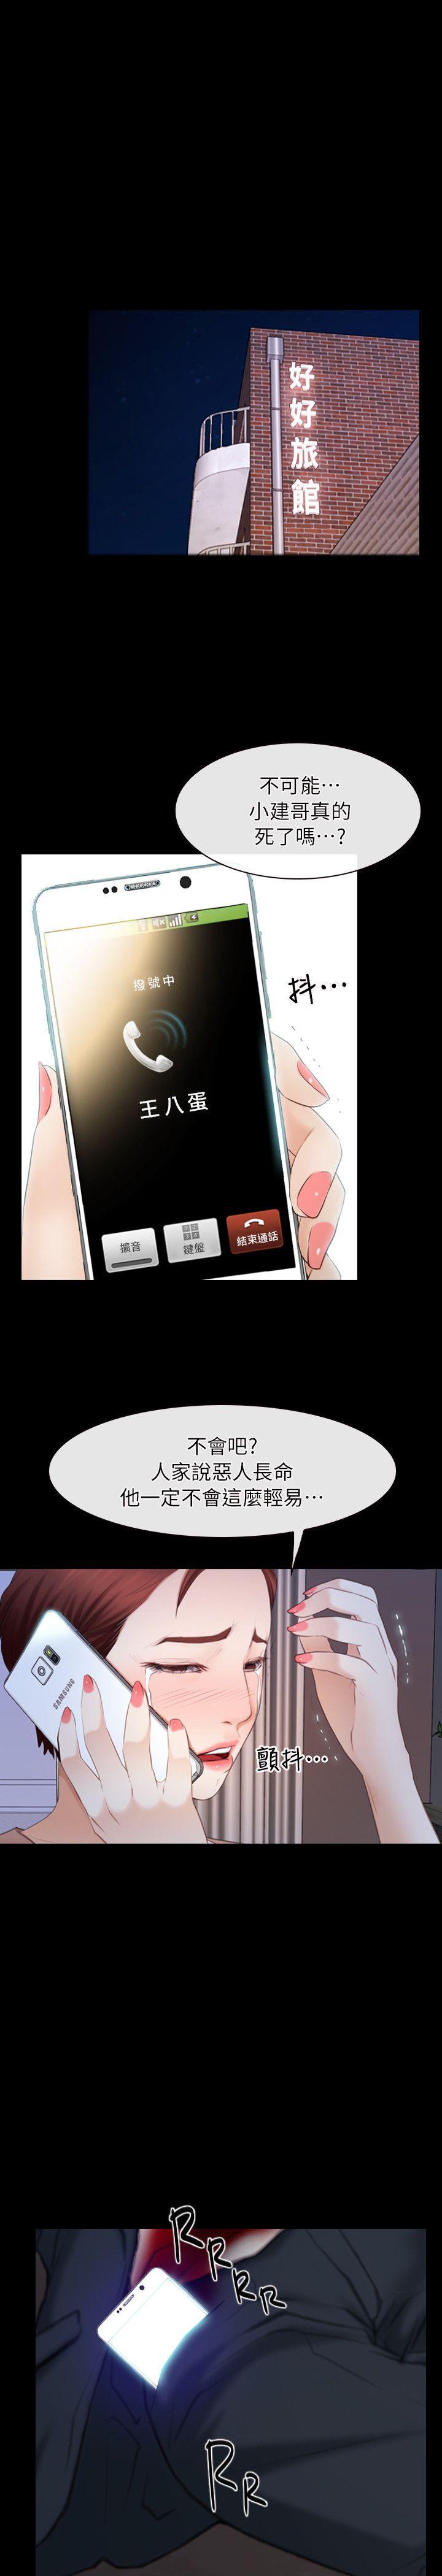 好好旅館
不可能…
小建哥真的
死了嗎…?
撥號中
王八蛋
抖…
擴音
鍵盤
結束通話
不會吧?
人家說惡人長命
他一定不會這麼輕易…
SAMSUNG
顫抖…
R
R
R
R
R
R